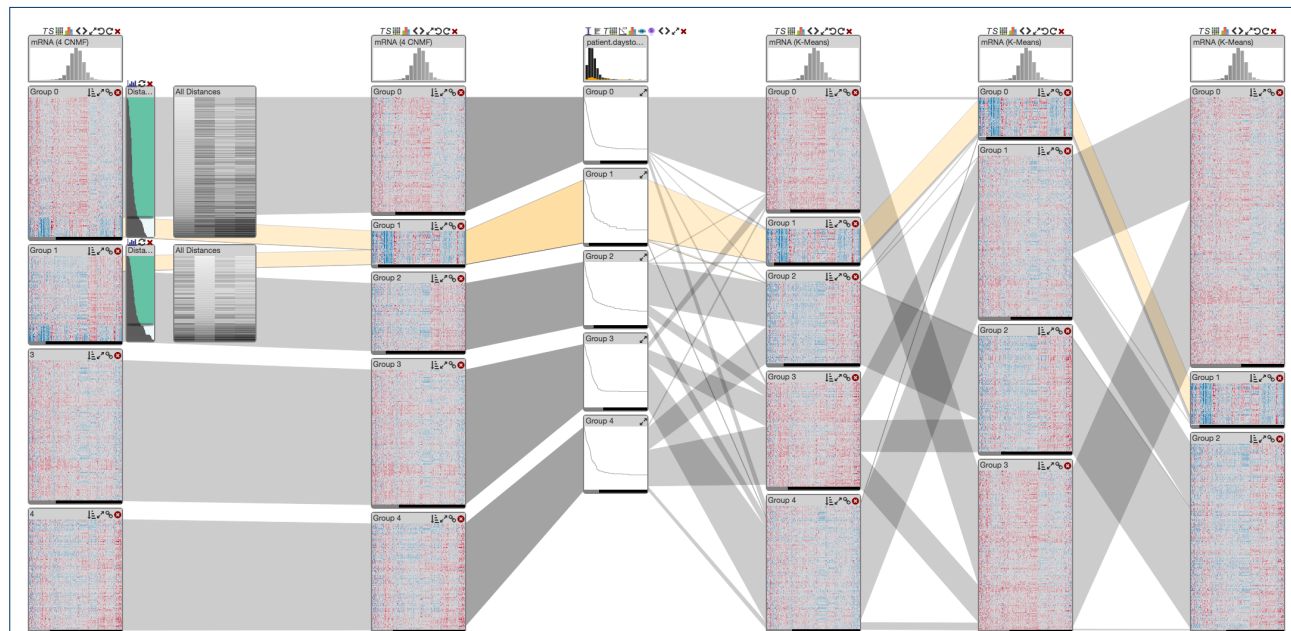 TS
TS
T
TS
TS
TS
mRNA (4 CNMF)
mRNA (4 CNMF)
patient.daysto...
mRNA (K-Means)
mRNA (K-Means)
mRNA (K-Means)
Group 0
Dista...
All Distances
Group 1
Dista...
All Distances
3
4
Group 0
Group 1
Group 2
Group 3
Group 4
Group 0
Group 1
Group 2
Group 3
Group 4
Group 0
Group 1
Group 2
Group 3
Group 4
Group 0
Group 1
Group 2
Group 3
Group 0
Group 1
Group 2